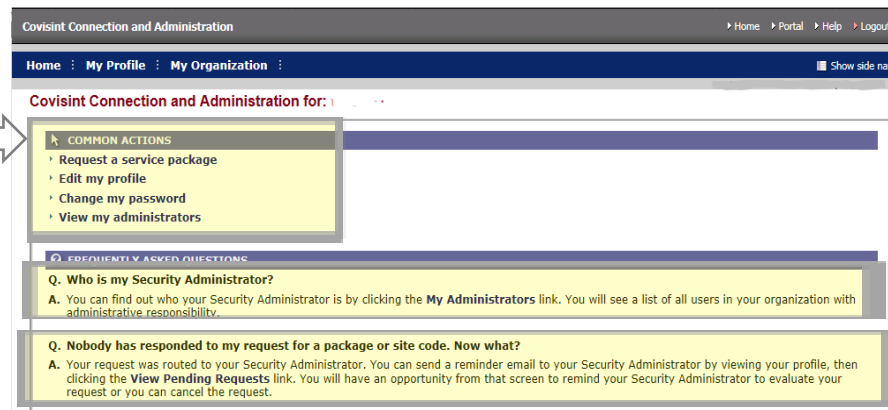 Covisint Connection and Administration
Home Portal Help Logout
Home My Profile My Organization
Show side na
Covisint Connection and Administration for:
COMMON ACTIONS
Request a service package
Edit my profile
Change my password
View my administrators
FREQUENTLY ASKED QUESTIONS
Q. Who is my Security Administrator?
A. You can find out who your Security Administrator is by clicking the My Administrators link. You will see a list of all users in your organization with
administrative responsibility.
Q. Nobody has responded to my request for a package or site code. Now what?
A. Your request was routed to your Security Administrator. You can send a reminder email to your Security Administrator by viewing your profile, then
clicking the View Pending Requests link. You will have an opportunity from that screen to remind your Security Administrator to evaluate your
request or you can cancel the request.